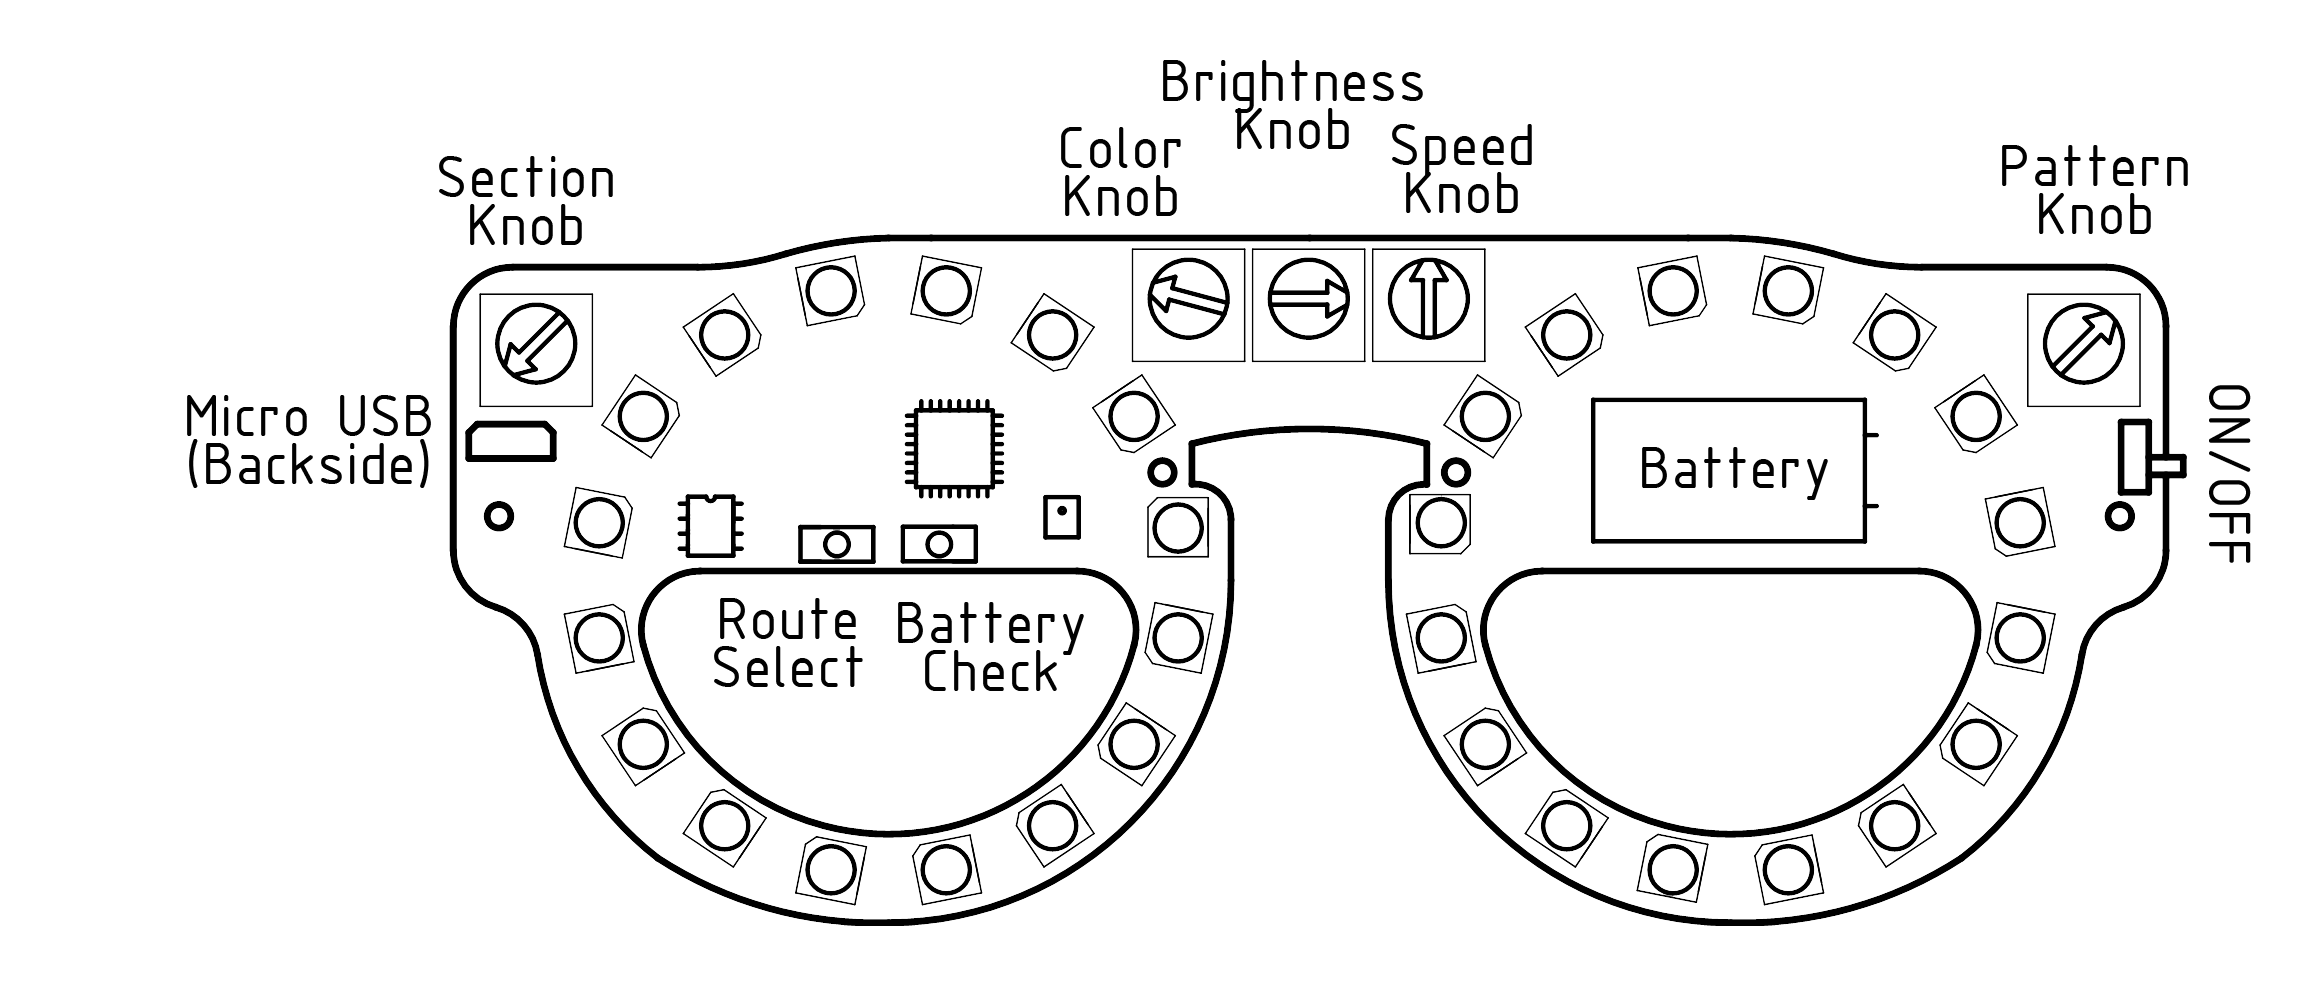 Brightness
Knob
Color
Knob
Speed
Knob
Section
Knob
Pattern
Knob
Micro USB
(Backside)
Battery
ON/OFF
Route
Select
Battery
Check